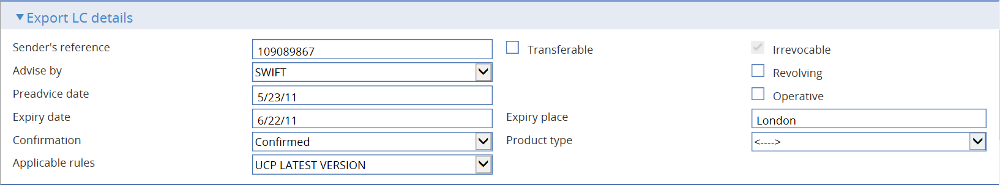 Export LC details
Sender's reference 109089867 Transferable Irrevocable
Advise by SWIFT Revolving
Preadvice date 5/23/11 Operative
Expiry date 6/22/11 Expiry place London
Confirmation Confirmed Product type <---->
Applicable rules UCP LATEST VERSION